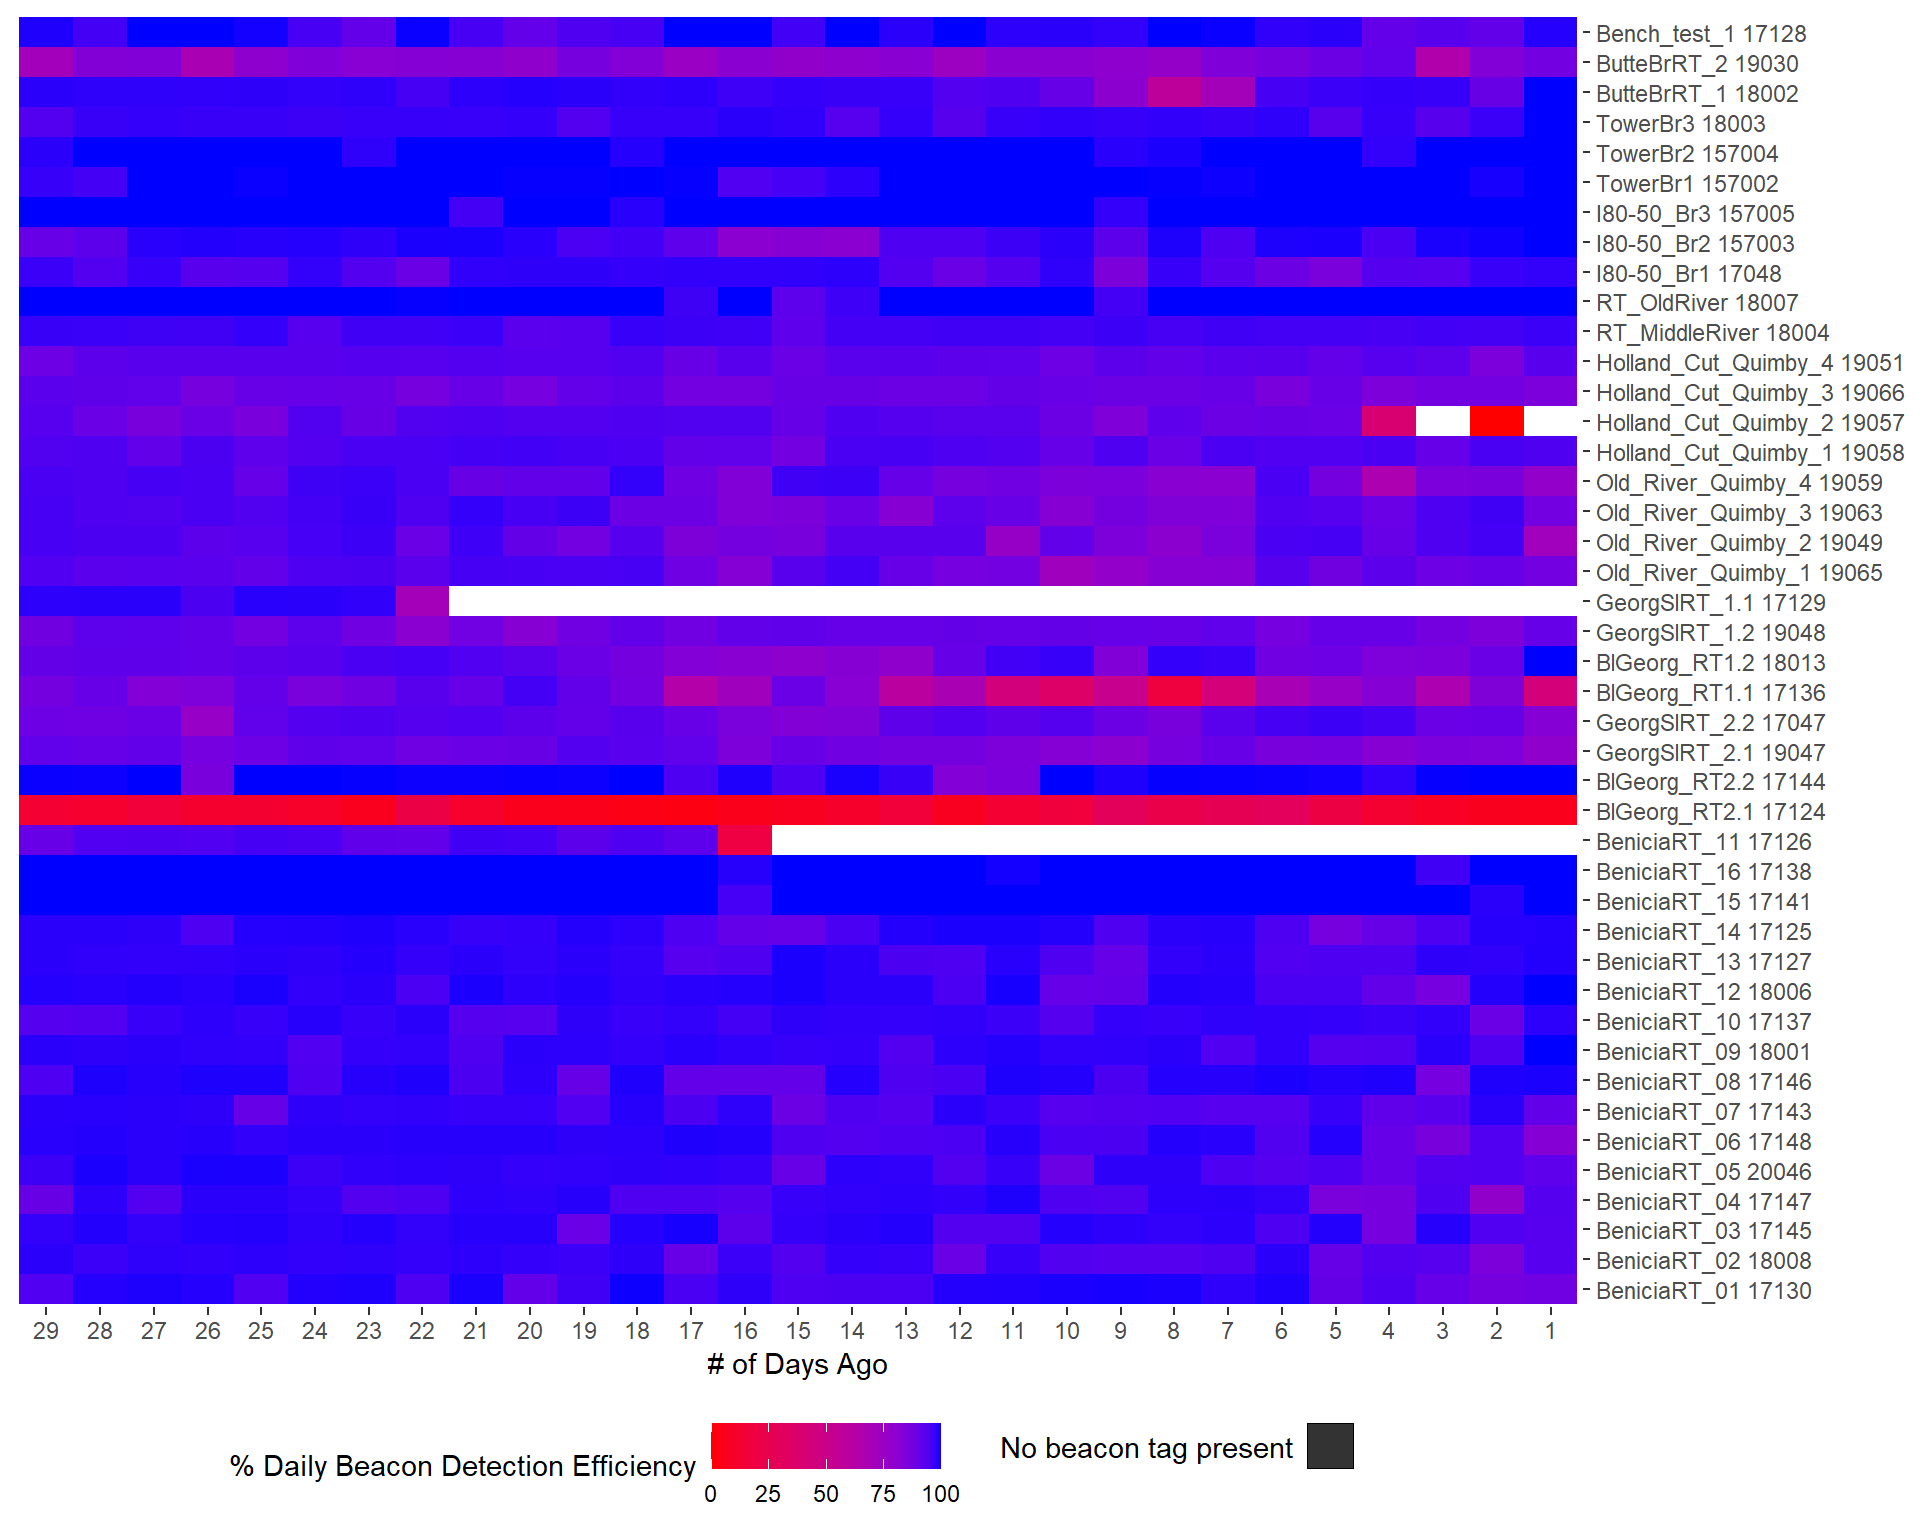 Bench_test_1 17128
ButteBrRT_2 19030
ButteBrRT_1 18002
TowerBr3 18003
TowerBr2 157004
TowerBr1 157002
I80-50_Br3 157005
I80-50_Br2 157003
I80-50_Br1 17048
RT_OldRiver 18007
RT_MiddleRiver 18004
Holland_Cut_Quimby_4 19051
Holland_Cut_Quimby_3 19066
Holland_Cut_Quimby_2 19057
Holland_Cut_Quimby_1 19058
Old_River_Quimby_4 19059
Old_River_Quimby_3 19063
Old_River_Quimby_2 19049
Old_River_Quimby_1 19065
GeorgSlRT_1.1 17129
GeorgSlRT_1.2 19048
BlGeorg_RT1.2 18013
BlGeorg_RT1.1 17136
GeorgSlRT_2.2 17047
GeorgSlRT_2.1 19047
BlGeorg_RT2.2 17144
BlGeorg_RT2.1 17124
BeniciaRT_11 17126
BeniciaRT_16 17138
BeniciaRT_15 17141
BeniciaRT_14 17125
BeniciaRT_13 17127
BeniciaRT_12 18006
BeniciaRT_10 17137
BeniciaRT_09 18001
BeniciaRT_08 17146
BeniciaRT_07 17143
BeniciaRT_06 17148
BeniciaRT_05 20046
BeniciaRT_04 17147
BeniciaRT_03 17145
BeniciaRT_02 18008
BeniciaRT_01 17130
29 28 27 26 25 24 23 22 21 20 19 18 17 16 15 14 13 12 11 10 9 8 7 6 5 4 3 2 1
# of Days Ago
% Daily Beacon Detection Efficiency
0 25 50 75 100
No beacon tag present